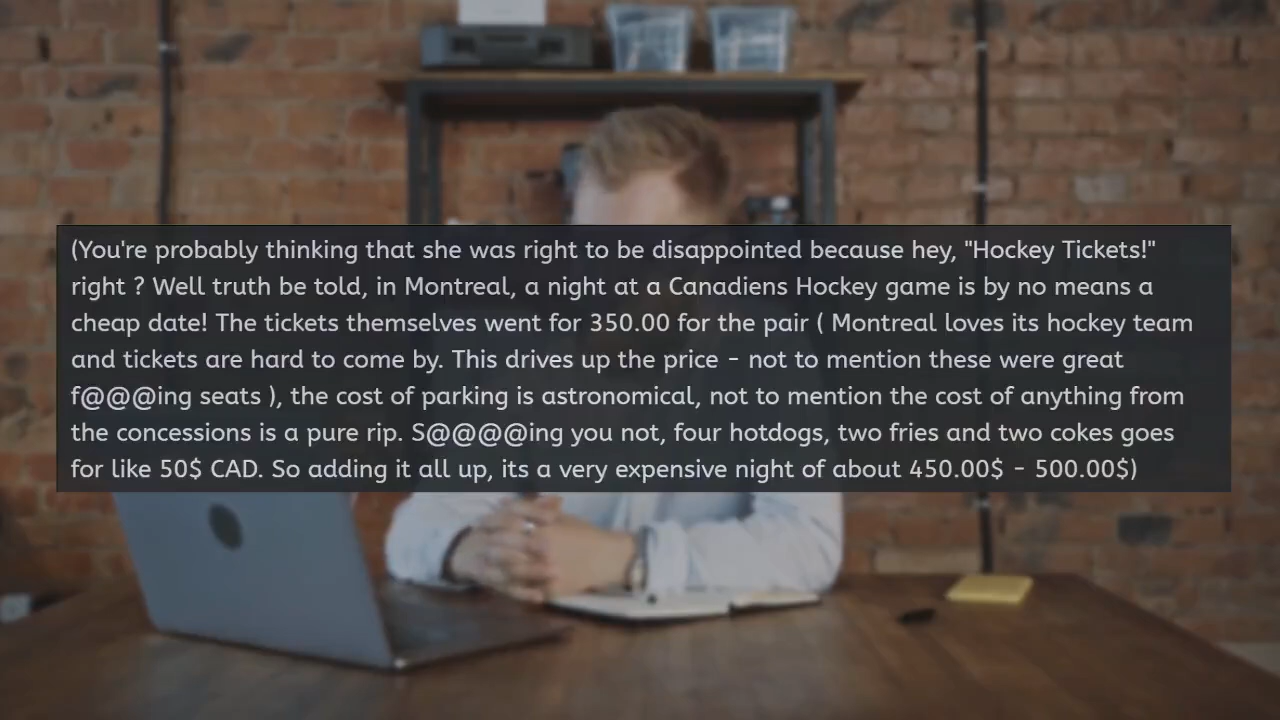 (You're probably thinking that she was right to be disappointed because hey, "Hockey Tickets!"
right ? Well truth be told, in Montreal, a night at a Canadiens Hockey game is by no means a
cheap date! The tickets themselves went for 350.00 for the pair ( Montreal loves its hockey team
and tickets are hard to come by. This drives up the price - not to mention these were great
f@@@ing seats ), the cost of parking is astronomical, not to mention the cost of anything from
the concessions is a pure rip. S@@@@ing you not, four hotdogs, two fries and two cokes goes
for like 50$ CAD. So adding it all up, its a very expensive night of about 450.00$ - 500.00$)